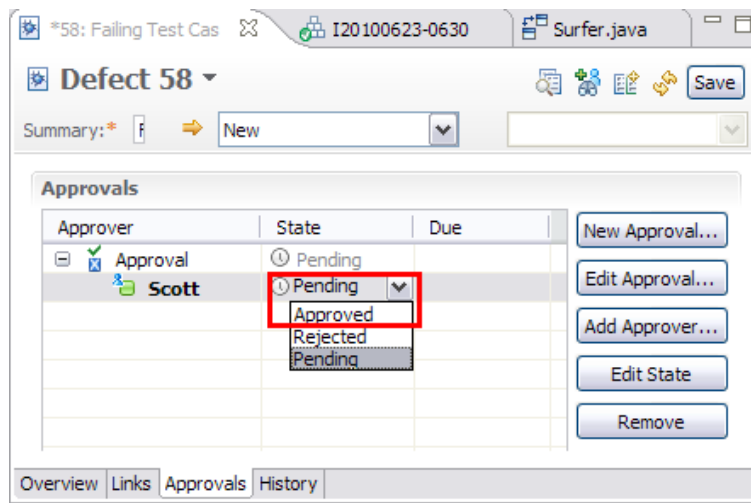 *58: Failing Test Cas I20100623-0630 Surfer.java
Defect 58 Save
Summary:* New
Approvals
Approver State Due New Approval...
Approval Pending
Scott Pending Edit Approval...
Approved Add Approver...
Rejected
Pending Edit State
Remove
Overview Links Approvals History